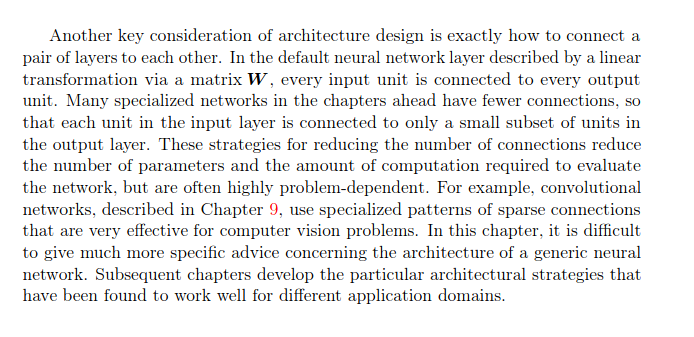 Another key consideration of architecture design is exactly how to connect a
pair of layers to each other. In the default neural network layer described by a linear
transformation via a matrix W, every input unit is connected to every output
unit. Many specialized networks in the chapters ahead have fewer connections, so
that each unit in the input layer is connected to only a small subset of units in
the output layer. These strategies for reducing the number of connections reduce
the number of parameters and the amount of computation required to evaluate
the network, but are often highly problem-dependent. For example, convolutional
networks, described in Chapter 9, use specialized patterns of sparse connections
that are very effective for computer vision problems. In this chapter, it is difficult
to give much more specific advice concerning the architecture of a generic neural
network. Subsequent chapters develop the particular architectural strategies that
have been found to work well for different application domains.